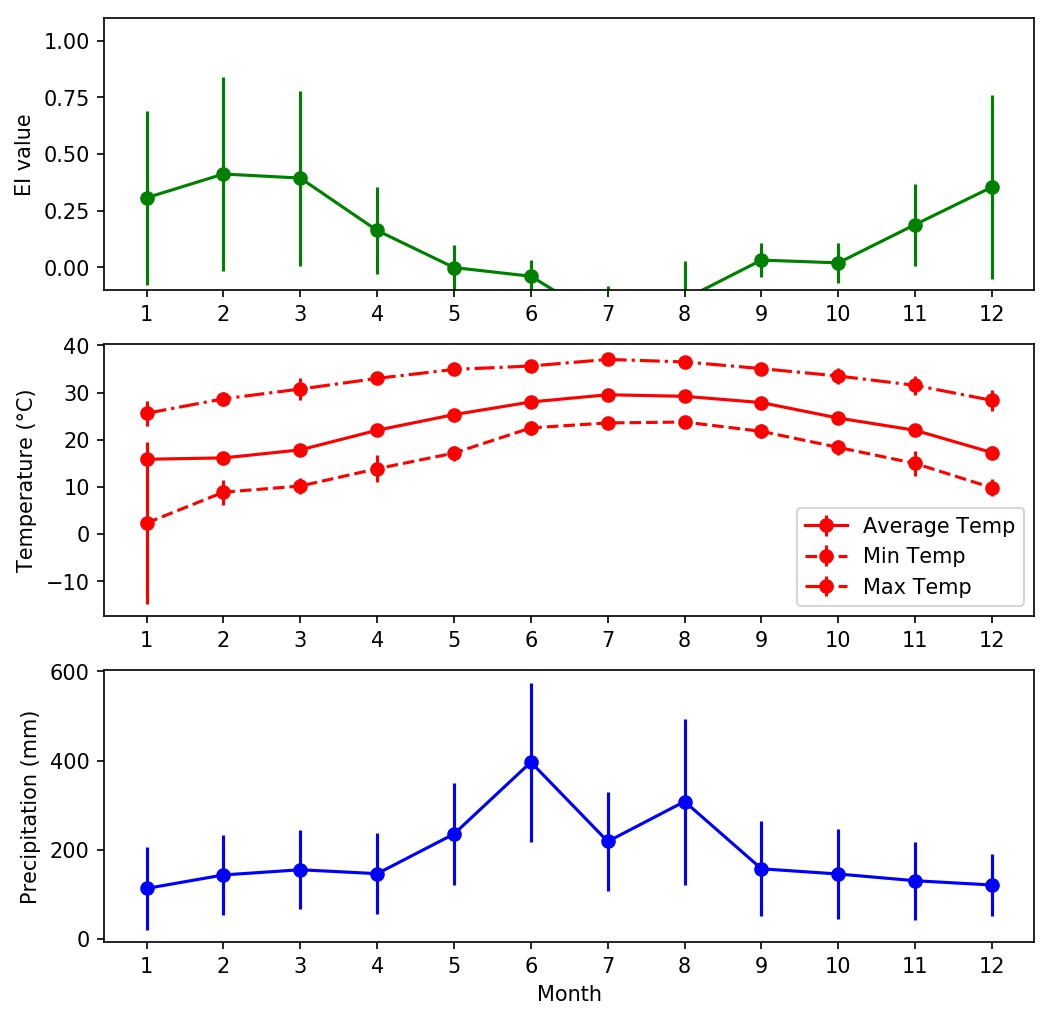 1.00
0.75
0.50
0.25
0.00
EI value
1 2 3 4 5 6 7 8 9 10 11 12
40
30
20
10
0
−10
Temperature (°C)
Average Temp
Min Temp
Max Temp
1 2 3 4 5 6 7 8 9 10 11 12
600
400
200
0
Precipitation (mm)
1 2 3 4 5 6 7 8 9 10 11 12
Month